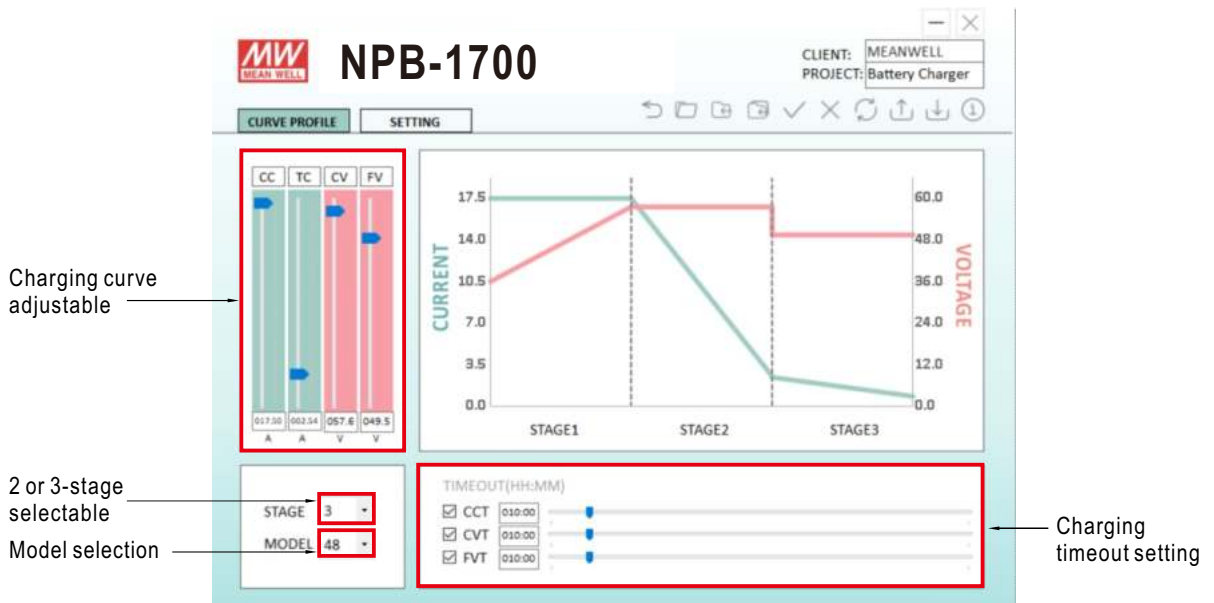 MW
MEAN WELL
NPB-1700
CLIENT: MEANWELL
PROJECT: Battery Charger
CURVE PROFILE
SETTING
CC TC CV FV
017.50 002.54 057.6 049.5
A A V V
Charging curve
adjustable
CURRENT
17.5
14.0
10.5
7.0
3.5
0.0
60.0
48.0
36.0
24.0
12.0
0.0
VOLTAGE
STAGE1 STAGE2 STAGE3
2 or 3-stage
selectable
Model selection
STAGE 3
MODEL 48
TIMEOUT(HH:MM)
CCT 010:00
CVT 010:00
FVT 010:00
Charging
timeout setting